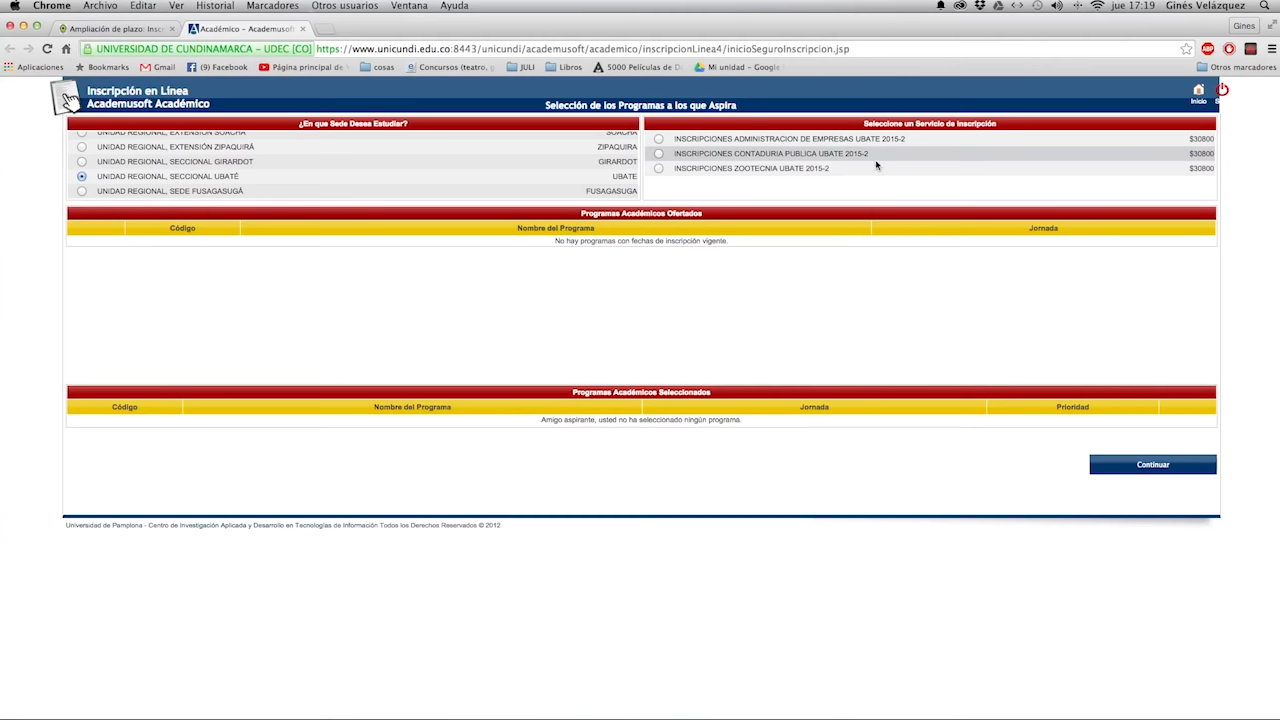 Chrome Archivo Editar Ver Historial Marcadores Otros usuarios Ventana Ayuda jue 17:19 Ginés Velázquez
Ampliación de plazo: Insc Académico – Academusoft Gines
UNIVERSIDAD DE CUNDINAMARCA – UDEC [CO] https://www.unicundi.edu.co:8443/unicundi/academusoft/academico/inscripcionLinea4/inicioSeguroInscripcion.jsp
Aplicaciones Bookmarks Gmail (9) Facebook Página principal de cosas Concursos (teatro, JULI Libros 5000 Películas de Mi unidad – Google Otros marcadores
Inscripción en Línea
Academusoft Académico
Selección de los Programas a los que Aspira
Inicio S
¿En que Sede Desea Estudiar?
UNIDAD REGIONAL, EXTENSIÓN SOACHA SOACHA
UNIDAD REGIONAL, EXTENSIÓN ZIPAQUIRÁ ZIPAQUIRA
UNIDAD REGIONAL, SECCIONAL GIRARDOT GIRARDOT
UNIDAD REGIONAL, SECCIONAL UBATÉ UBATE
UNIDAD REGIONAL, SEDE FUSAGASUGÁ FUSAGASUGA
Seleccione un Servicio de Inscripción
INSCRIPCIONES ADMINISTRACION DE EMPRESAS UBATE 2015-2 $30800
INSCRIPCIONES CONTADURIA PUBLICA UBATE 2015-2 $30800
INSCRIPCIONES ZOOTECNIA UBATE 2015-2 $30800
Programas Académicos Ofertados
Código Nombre del Programa Jornada
No hay programas con fechas de inscripción vigente.
Programas Académicos Seleccionados
Código Nombre del Programa Jornada Prioridad
Amigo aspirante, usted no ha seleccionado ningún programa.
Continuar
Universidad de Pamplona - Centro de Investigación Aplicada y Desarrollo en Tecnologías de Información Todos los Derechos Reservados © 2012